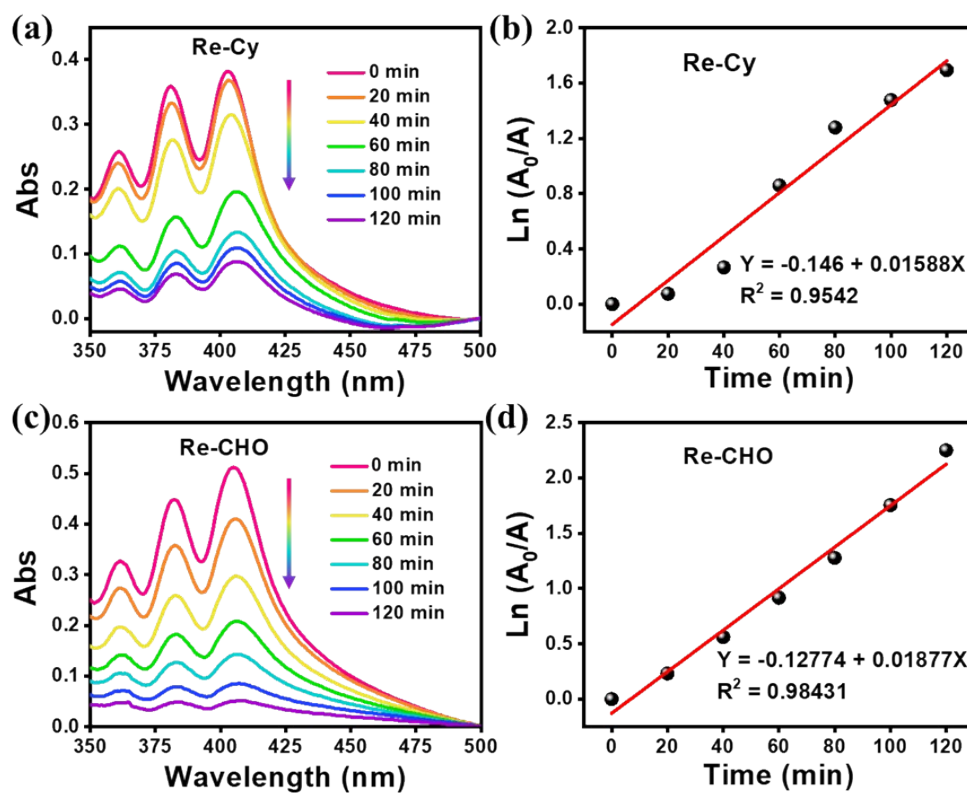 (a)
Re-Cy
0 min
20 min
40 min
60 min
80 min
100 min
120 min
0.4
0.3
0.2
0.1
0.0
Abs
350 375 400 425 450 475 500
Wavelength (nm)
(b)
Re-Cy
2.0
1.6
1.2
0.8
0.4
0.0
Ln (A₀/A)
Y = -0.146 + 0.01588X
R² = 0.9542
0 20 40 60 80 100 120
Time (min)
(c)
Re-CHO
0 min
20 min
40 min
60 min
80 min
100 min
120 min
0.6
0.5
0.4
0.3
0.2
0.1
0.0
Abs
350 375 400 425 450 475 500
Wavelength (nm)
(d)
Re-CHO
2.5
2.0
1.5
1.0
0.5
0.0
Ln (A₀/A)
Y = -0.12774 + 0.01877X
R² = 0.98431
0 20 40 60 80 100 120
Time (min)